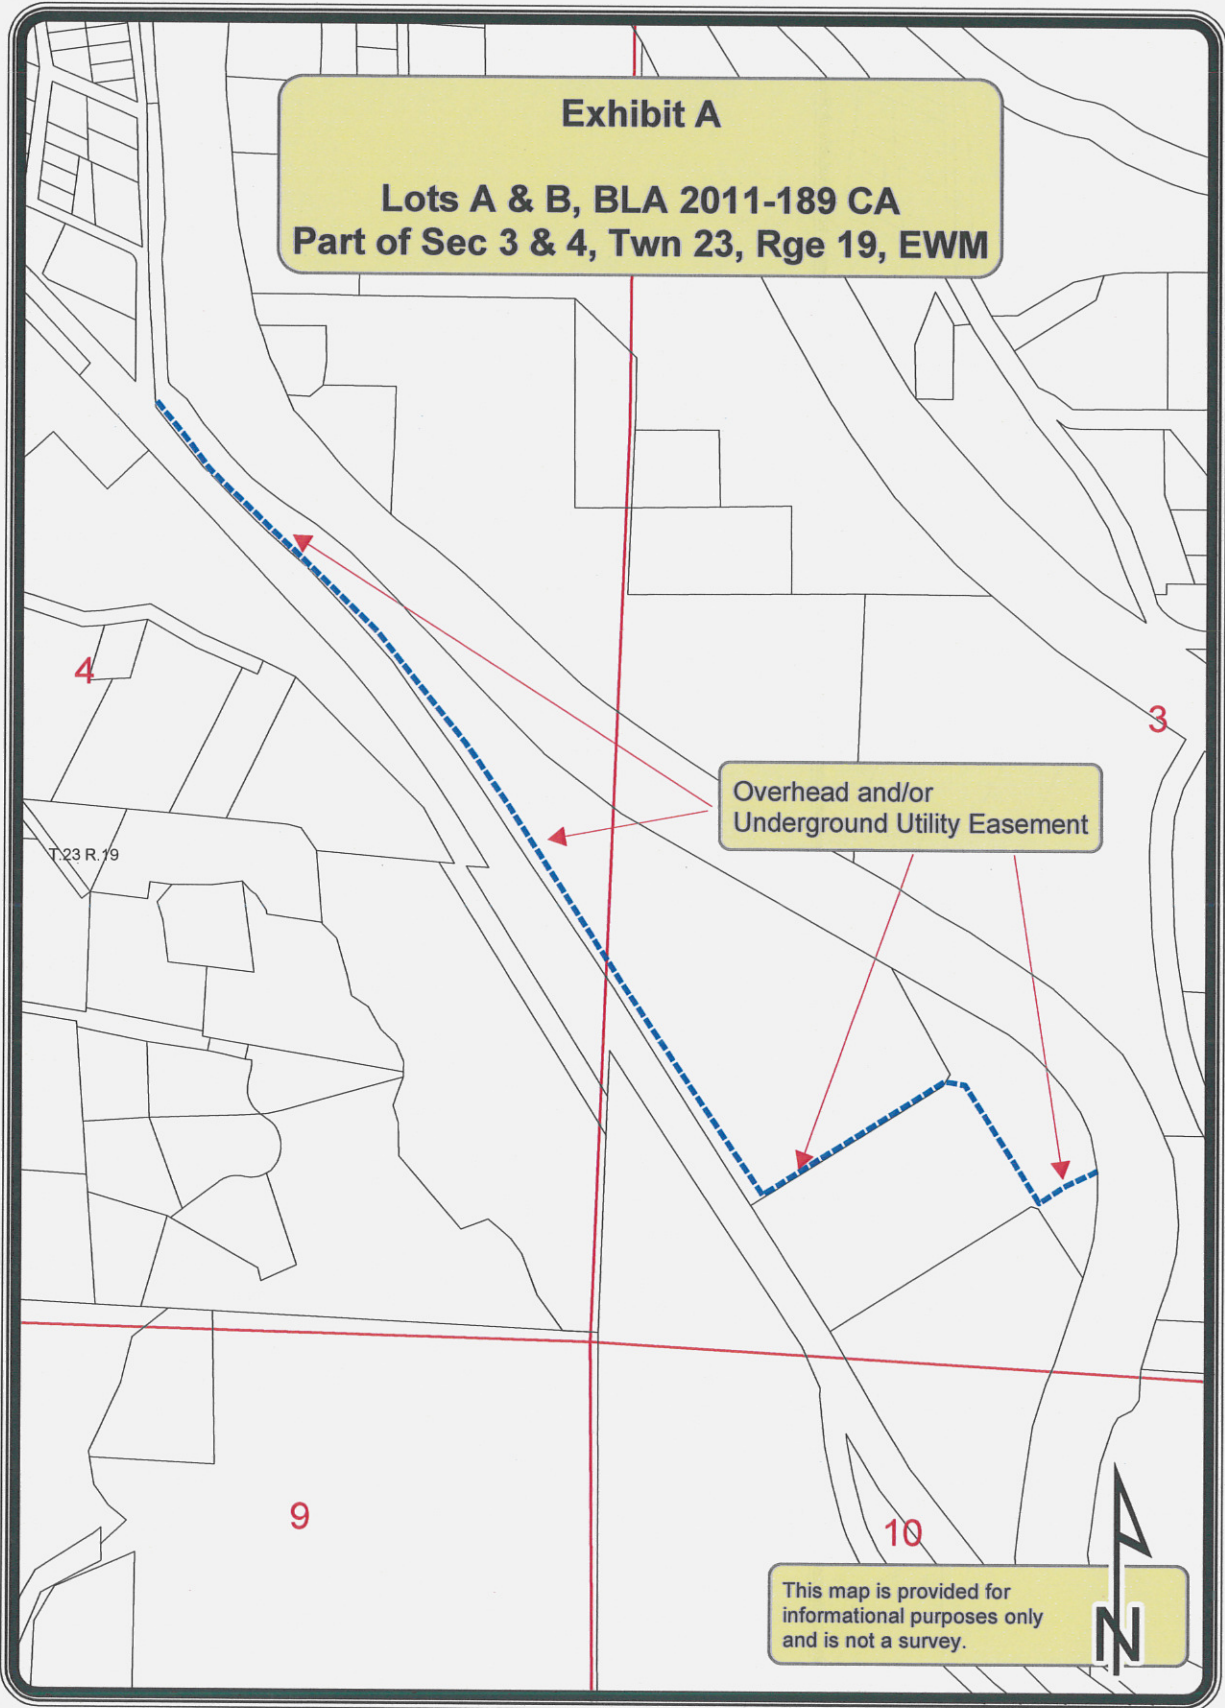 Exhibit A
Lots A & B, BLA 2011-189 CA
Part of Sec 3 & 4, Twn 23, Rge 19, EWM
4
3
Overhead and/or
Underground Utility Easement
T.23 R.19
9
10
This map is provided for
informational purposes only
and is not a survey.
N